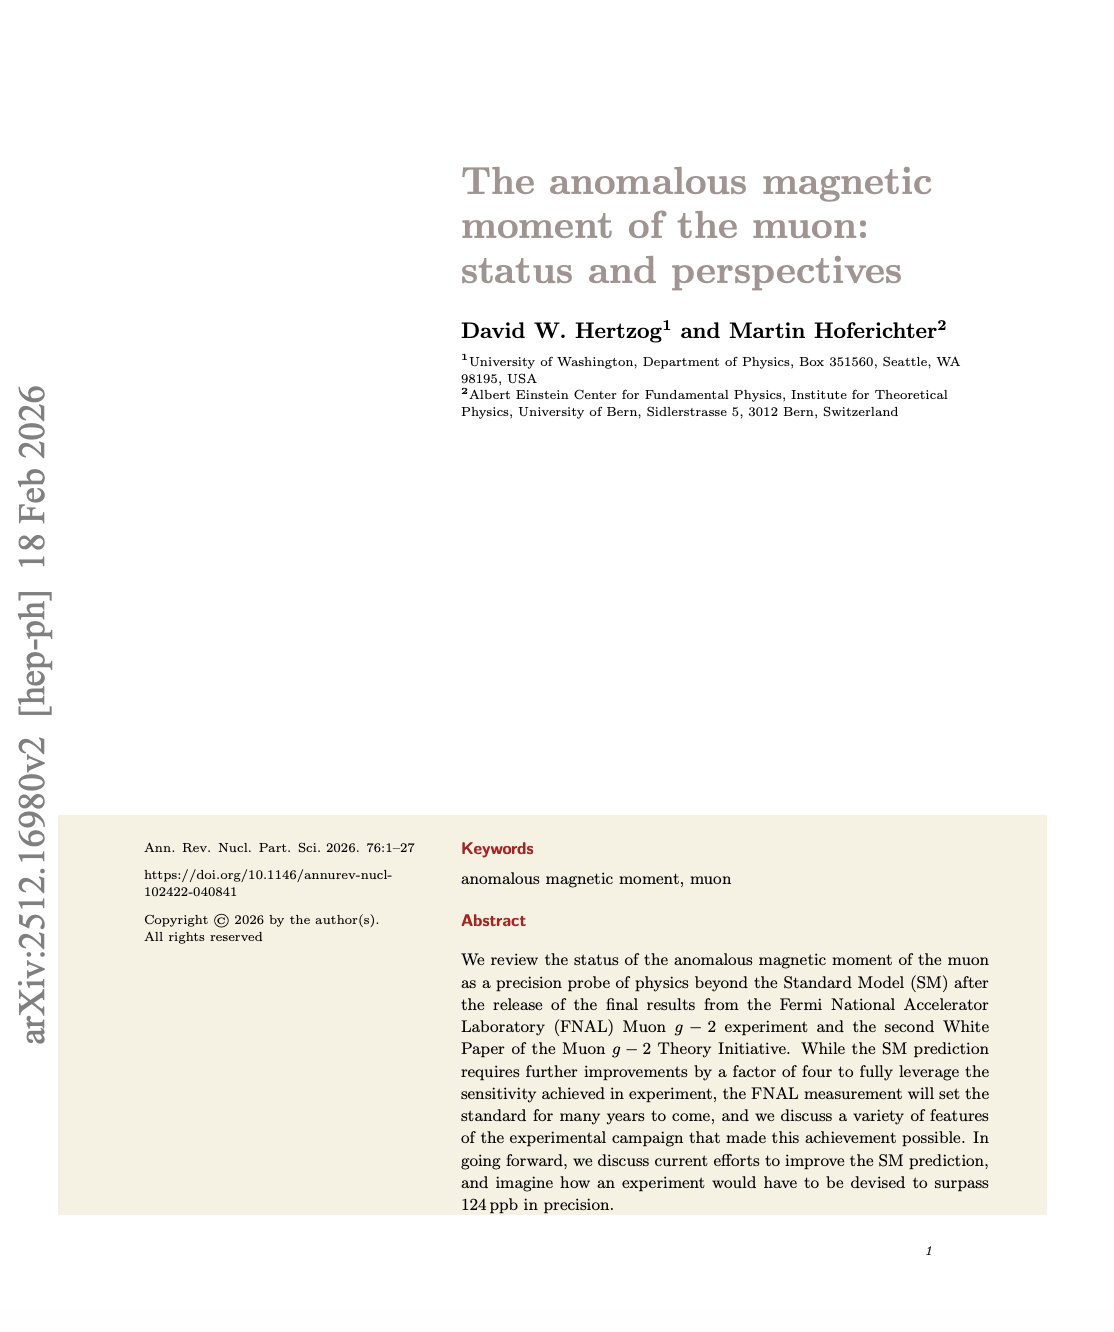 The anomalous magnetic
moment of the muon:
status and perspectives
David W. Hertzog¹ and Martin Hoferichter²
¹University of Washington, Department of Physics, Box 351560, Seattle, WA
98195, USA
²Albert Einstein Center for Fundamental Physics, Institute for Theoretical
Physics, University of Bern, Sidlerstrasse 5, 3012 Bern, Switzerland
arXiv:2512.16980v2 [hep-ph] 18 Feb 2026
Ann. Rev. Nucl. Part. Sci. 2026. 76:1–27
https://doi.org/10.1146/annurev-nucl-
102422-040841
Copyright © 2026 by the author(s).
All rights reserved
Keywords
anomalous magnetic moment, muon
Abstract
We review the status of the anomalous magnetic moment of the muon
as a precision probe of physics beyond the Standard Model (SM) after
the release of the final results from the Fermi National Accelerator
Laboratory (FNAL) Muon g − 2 experiment and the second White
Paper of the Muon g − 2 Theory Initiative. While the SM prediction
requires further improvements by a factor of four to fully leverage the
sensitivity achieved in experiment, the FNAL measurement will set the
standard for many years to come, and we discuss a variety of features
of the experimental campaign that made this achievement possible. In
going forward, we discuss current efforts to improve the SM prediction,
and imagine how an experiment would have to be devised to surpass
124 ppb in precision.
1